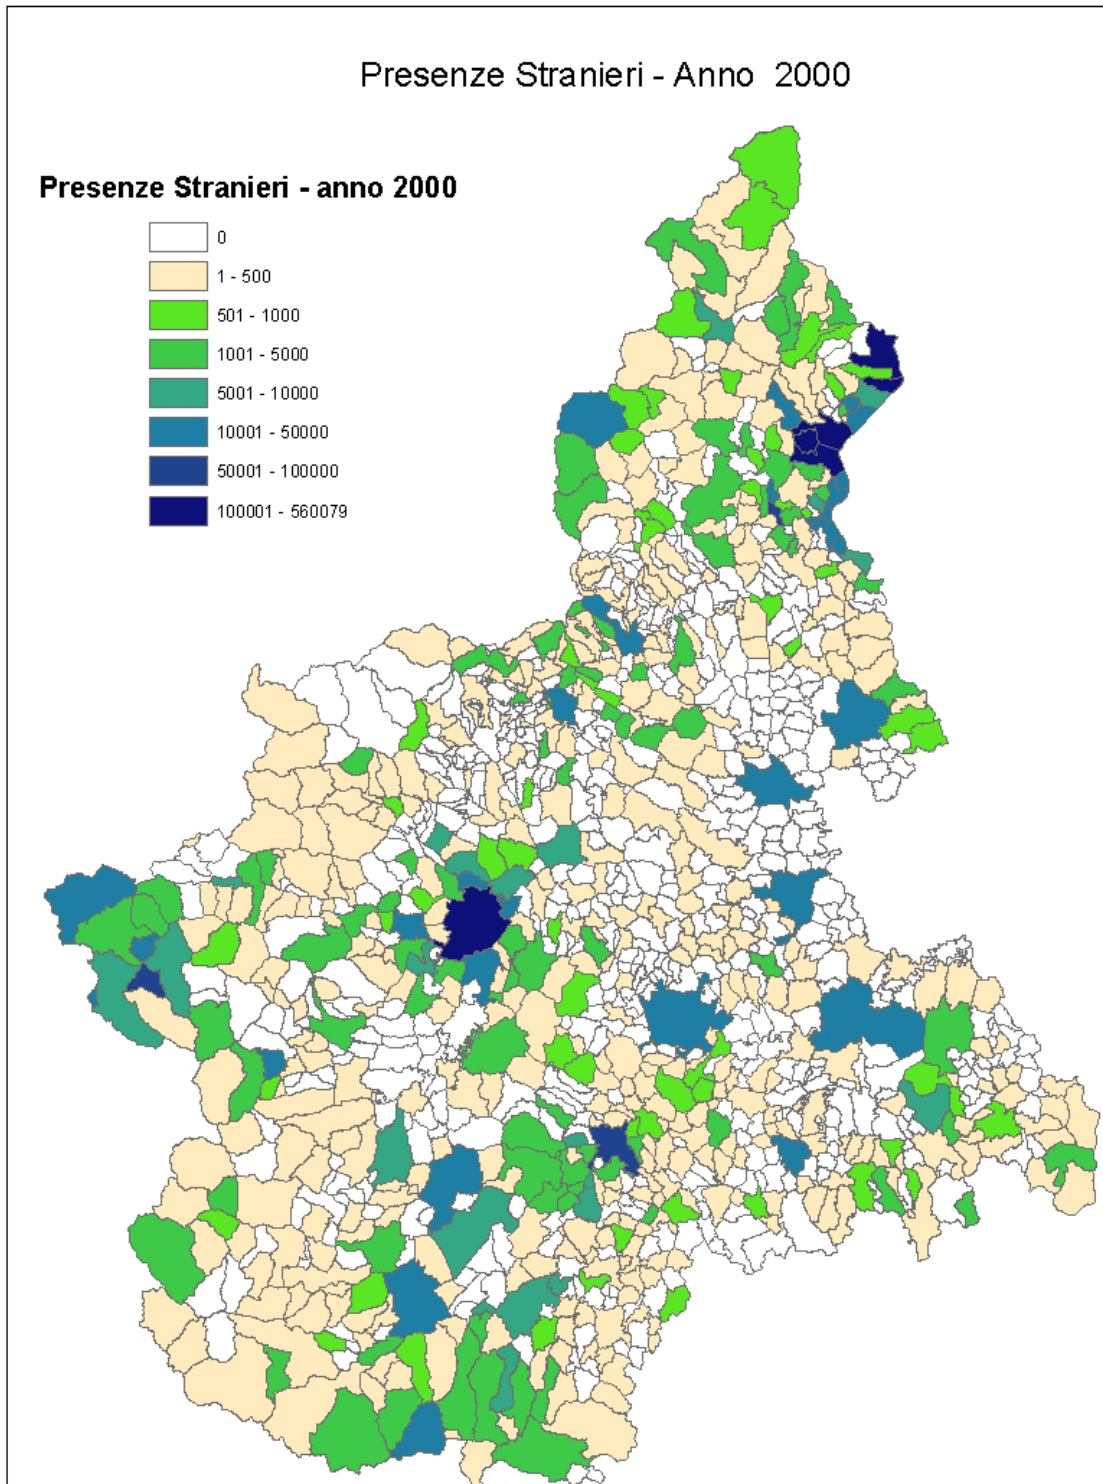 Presenze Stranieri - Anno 2000
Presenze Stranieri - anno 2000
0
1 - 500
501 - 1000
1001 - 5000
5001 - 10000
10001 - 50000
50001 - 100000
100001 - 560079